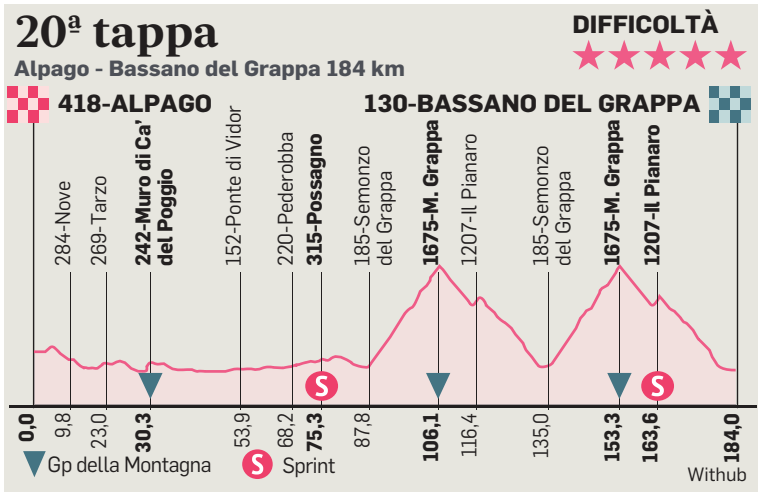 20ª tappa
Alpago - Bassano del Grappa 184 km
DIFFICOLTÀ
418-ALPAGO
130-BASSANO DEL GRAPPA
284-Nove
269-Tarzo
242-Muro di Ca’
del Poggio
152-Ponte di Vidor
220-Pederobba
315-Possagno
185-Semonzo
del Grappa
1675-M. Grappa
1207-Il Pianaro
185-Semonzo
del Grappa
1675-M. Grappa
1207-Il Pianaro
S
S
0,0
9,8
23,0
30,3
53,9
68,2
75,3
87,8
106,1
116,4
135,0
153,3
163,6
184,0
Gp della Montagna
S Sprint
Withub